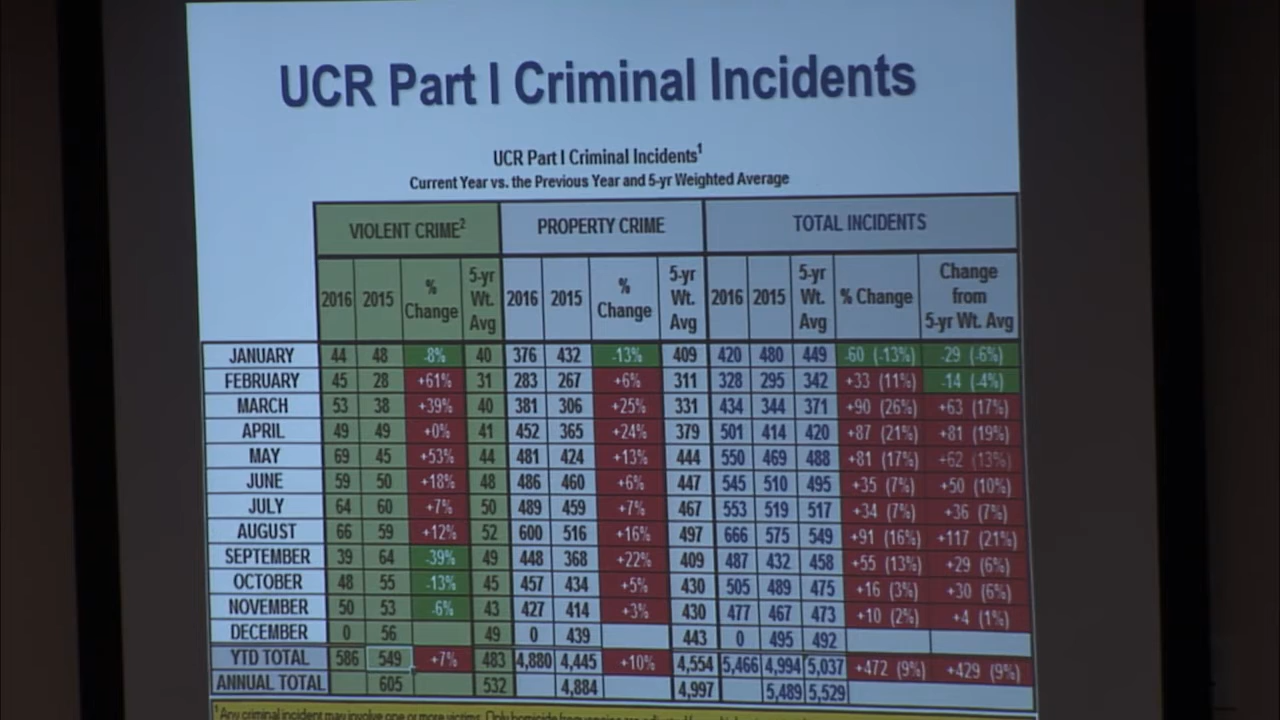 UCR Part I Criminal Incidents
UCR Part I Criminal Incidents1
Current Year vs. the Previous Year and 5-yr Weighted Average
VIOLENT CRIME2 PROPERTY CRIME TOTAL INCIDENTS
2016 2015 % Change 5-yr Wt. Avg 2016 2015 % Change 5-yr Wt. Avg 2016 2015 5-yr Wt. Avg % Change Change from 5-yr Wt. Avg
JANUARY 44 48 -8% 40 376 432 -13% 409 420 480 449 -60 (-13%) -29 (-6%)
FEBRUARY 45 28 +61% 31 283 267 +6% 311 328 295 342 +33 (11%) -14 (-4%)
MARCH 53 38 +39% 40 381 306 +25% 331 434 344 371 +90 (26%) +63 (17%)
APRIL 49 49 +0% 41 452 365 +24% 379 501 414 420 +87 (21%) +81 (19%)
MAY 69 45 +53% 44 481 424 +13% 444 550 469 488 +81 (17%) +62 (13%)
JUNE 59 50 +18% 48 486 460 +6% 447 545 510 495 +35 (7%) +50 (10%)
JULY 64 60 +7% 50 489 459 +7% 467 553 519 517 +34 (7%) +36 (7%)
AUGUST 66 59 +12% 52 600 516 +16% 497 666 575 549 +91 (16%) +117 (21%)
SEPTEMBER 39 64 -39% 49 448 368 +22% 409 487 432 458 +55 (13%) +29 (6%)
OCTOBER 48 55 -13% 45 457 434 +5% 430 505 489 475 +16 (3%) +30 (6%)
NOVEMBER 50 53 -6% 43 427 414 +3% 430 477 467 473 +10 (2%) +4 (1%)
DECEMBER 0 56 49 0 439 443 0 495 492
YTD TOTAL 586 549 +7% 483 4,880 4,445 +10% 4,554 5,466 4,994 5,037 +472 (9%) +429 (9%)
ANNUAL TOTAL 605 532 4,884 4,997 5,489 5,529
1Any criminal incident may involve one or more victims. Only homicide